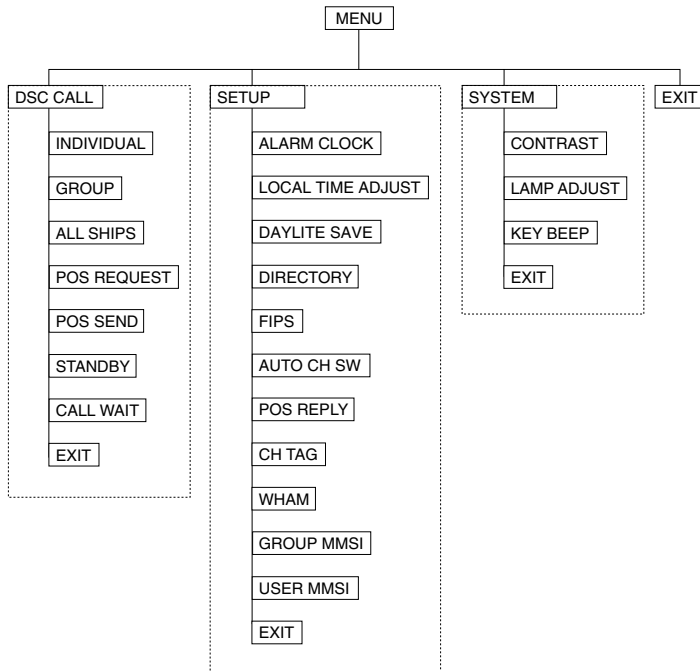 MENU
DSC CALL
INDIVIDUAL
GROUP
ALL SHIPS
POS REQUEST
POS SEND
STANDBY
CALL WAIT
EXIT
SETUP
ALARM CLOCK
LOCAL TIME ADJUST
DAYLITE SAVE
DIRECTORY
FIPS
AUTO CH SW
POS REPLY
CH TAG
WHAM
GROUP MMSI
USER MMSI
EXIT
SYSTEM
CONTRAST
LAMP ADJUST
KEY BEEP
EXIT
EXIT